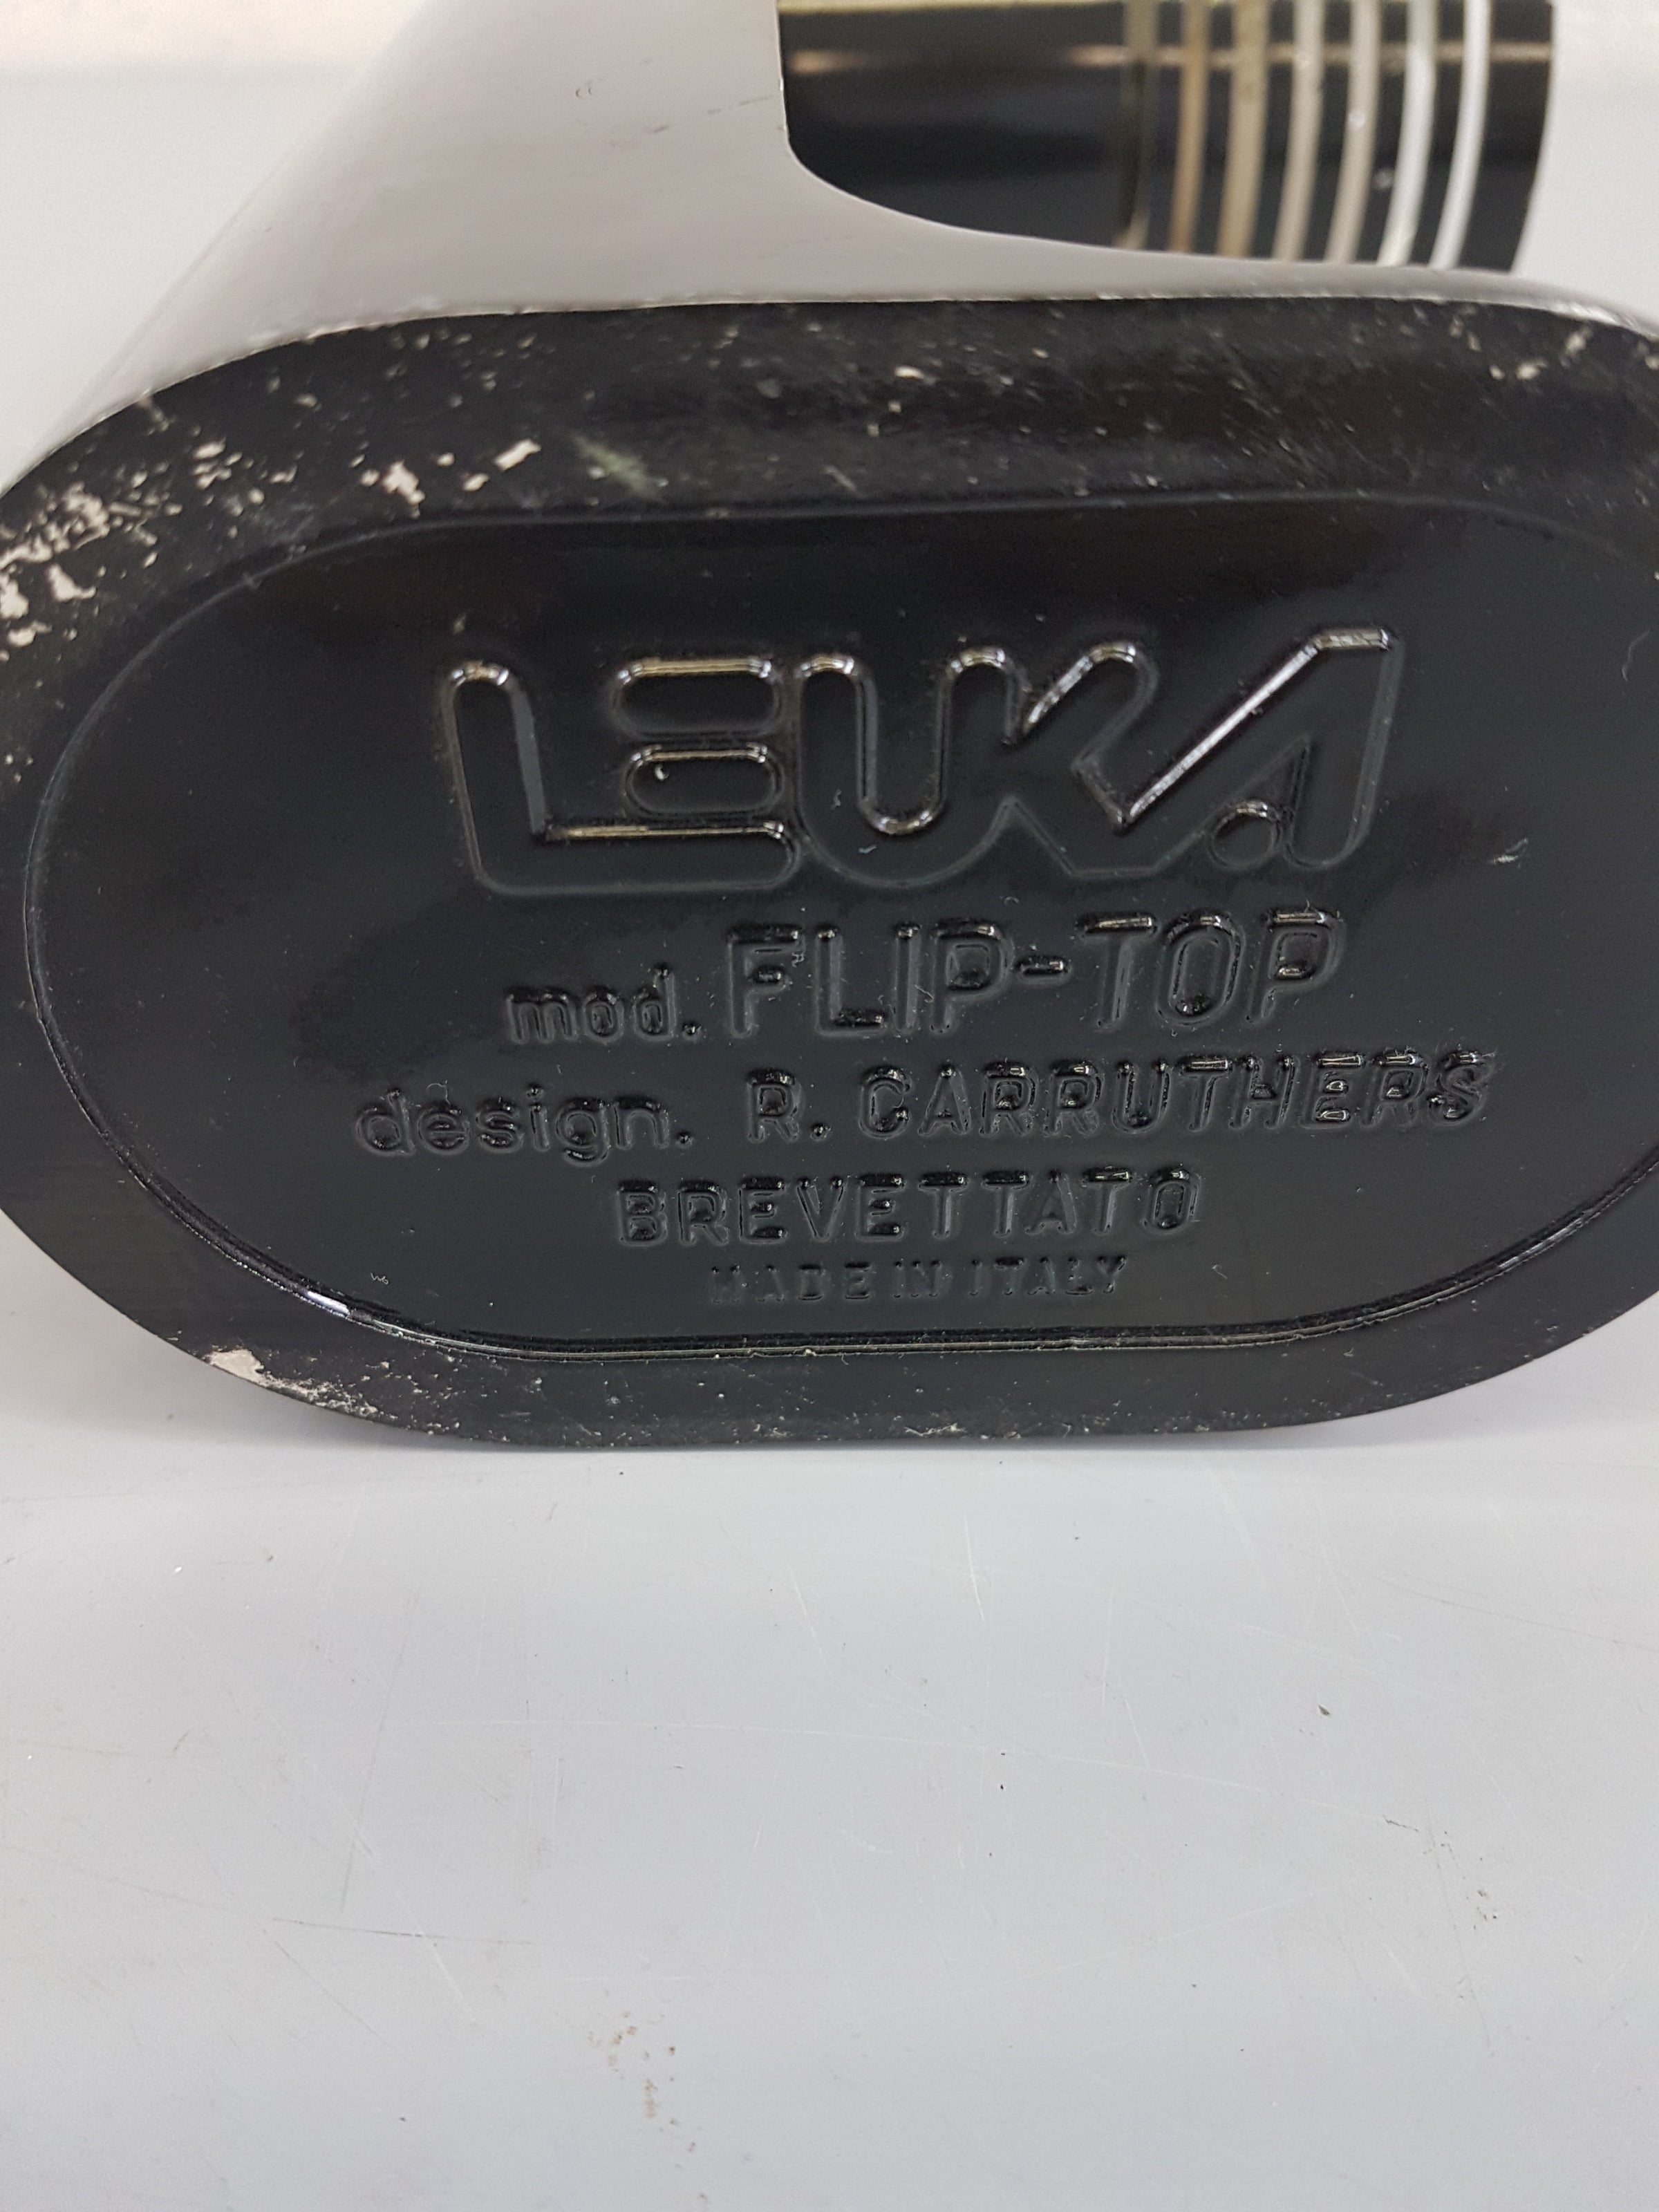 LEUKA
mod. FLIP-TOP
design. R. CARRUTHERS
BREVETTATO
MADE IN ITALY